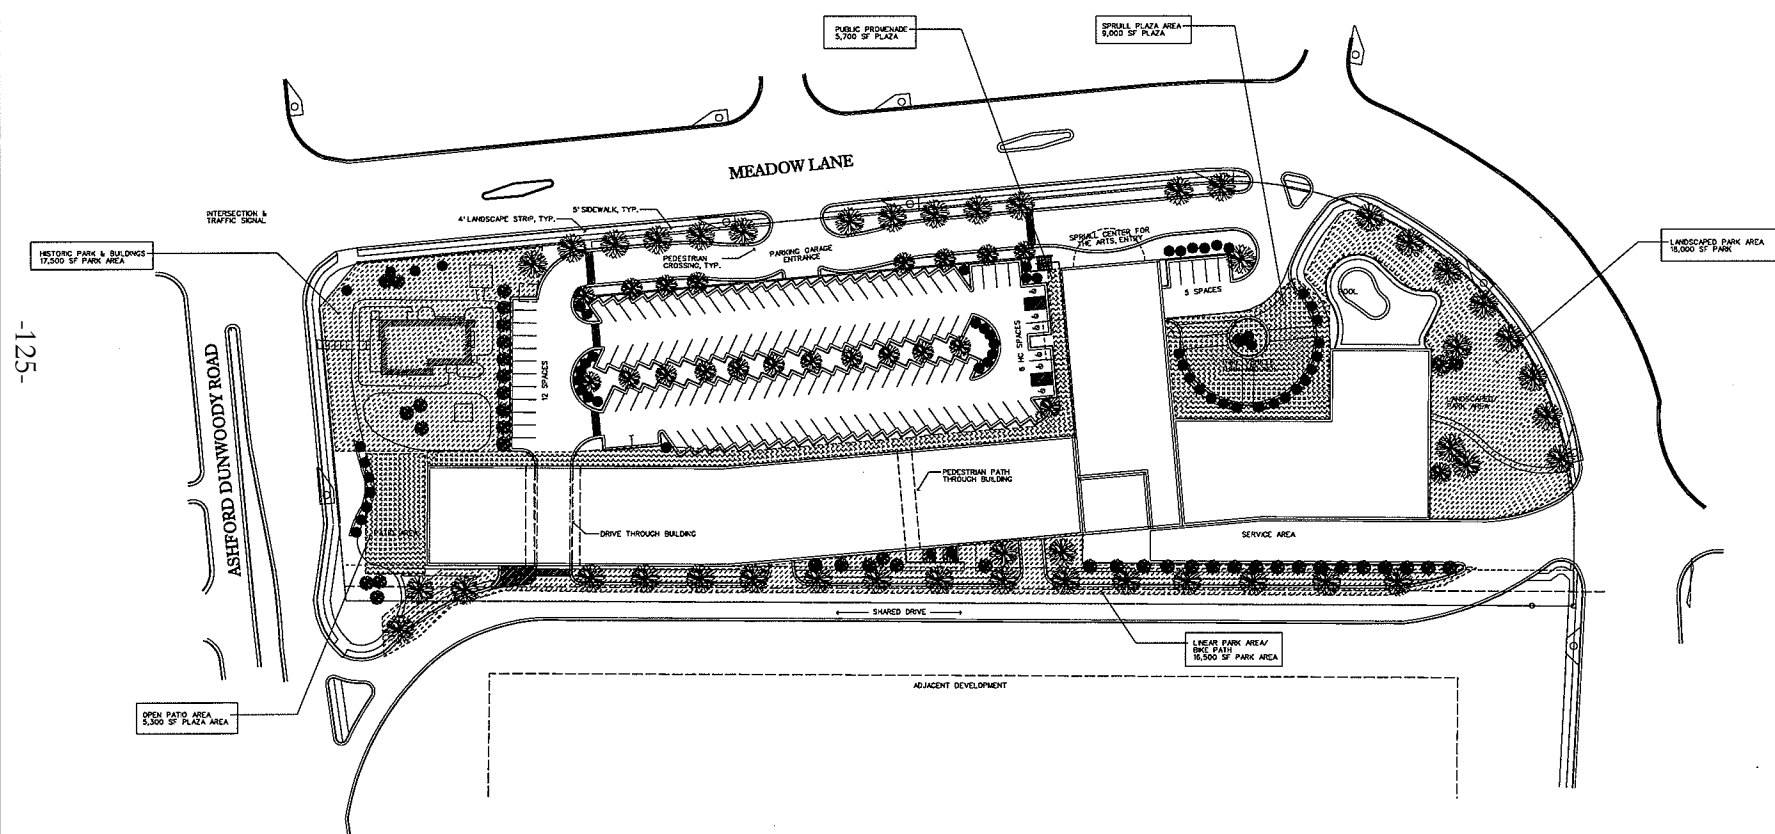 PUBLIC PROMENADE
5,700 SF PLAZA
SPRUILL PLAZA AREA
9,000 SF PLAZA
MEADOW LANE
INTERSECTION &
TRAFFIC SIGNAL
4' LANDSCAPE STRIP, TYP.
5' SIDEWALK, TYP.
HISTORIC PARK & BUILDINGS
17,500 SF PARK AREA
PEDESTRIAN
CROSSING, TYP.
PARKING GARAGE
ENTRANCE
SPRUILL CENTER FOR
THE ARTS, ENTRY
LANDSCAPED PARK AREA
18,000 SF PARK
5 SPACES
POOL
6 HC SPACES
12 SPACES
-125-
ASHFORD DUNWOODY ROAD
LANDSCAPED
PARK AREA
PEDESTRIAN PATH
THROUGH BUILDING
DRIVE THROUGH BUILDING
SERVICE AREA
SHARED DRIVE
LINEAR PARK AREA/
BIKE PATH
16,500 SF PARK AREA
ADJACENT DEVELOPMENT
OPEN PATIO AREA
5,300 SF PLAZA AREA